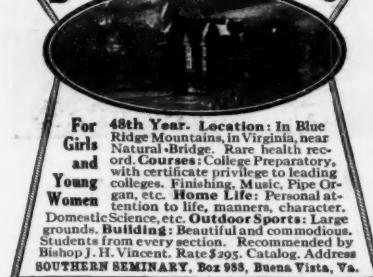 For Girls and Young Women
48th Year. Location: In Blue
Ridge Mountains, in Virginia, near
Natural Bridge. Rare health rec-
ord. Courses: College Preparatory,
with certificate privilege to leading
colleges. Finishing, Music, Pipe Or-
gan, etc. Home Life: Personal at-
tention to life, manners, character.
Domestic Science, etc. Outdoor Sports: Large
grounds. Building: Beautiful and commodious.
Students from every section. Recommended by
Bishop J. H. Vincent. Rate $295. Catalog. Address
SOUTHERN SEMINARY, Box 988, Buena Vista, Va.